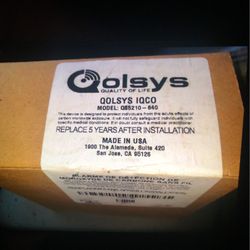 Qolsys
QUALITY OF LIFE
QOLSYS IQCO
MODEL: QS5210-840
This device is designed to protect individuals from the acute effects of
carbon monoxide exposure. It will not fully safeguard individuals with
specific medical conditions. If in doubt consult a medical practitioner.
REPLACE 5 YEARS AFTER INSTALLATION
MADE IN USA
1900 The Alameda, Suite 420
San Jose, CA 95126